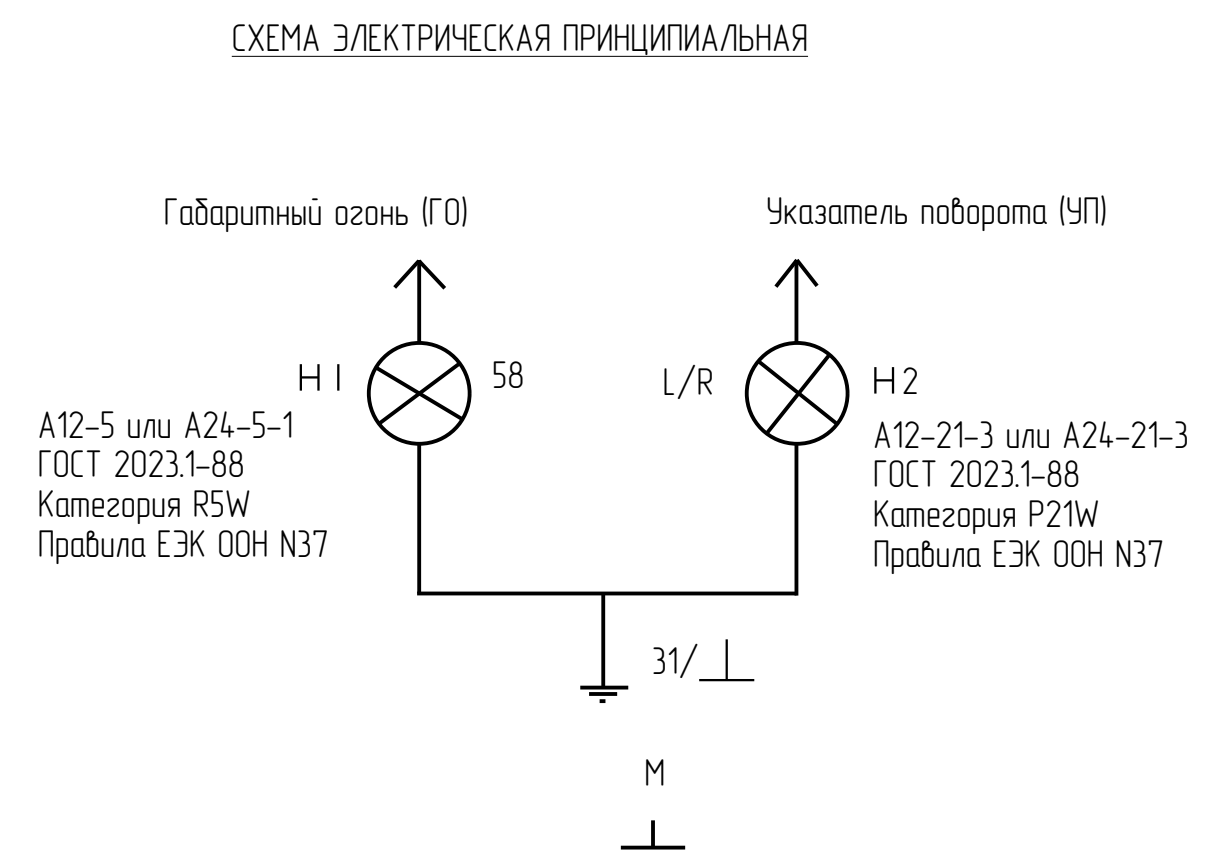 СХЕМА ЭЛЕКТРИЧЕСКАЯ ПРИНЦИПИАЛЬНАЯ
Габаритный огонь (ГО)
Указатель поворота (УП)
H1
58
L/R
H2
А12-5 или А24-5-1
ГОСТ 2023.1-88
Категория R5W
Правила ЕЭК ООН N37
А12-21-3 или А24-21-3
ГОСТ 2023.1-88
Категория P21W
Правила ЕЭК ООН N37
31/
М